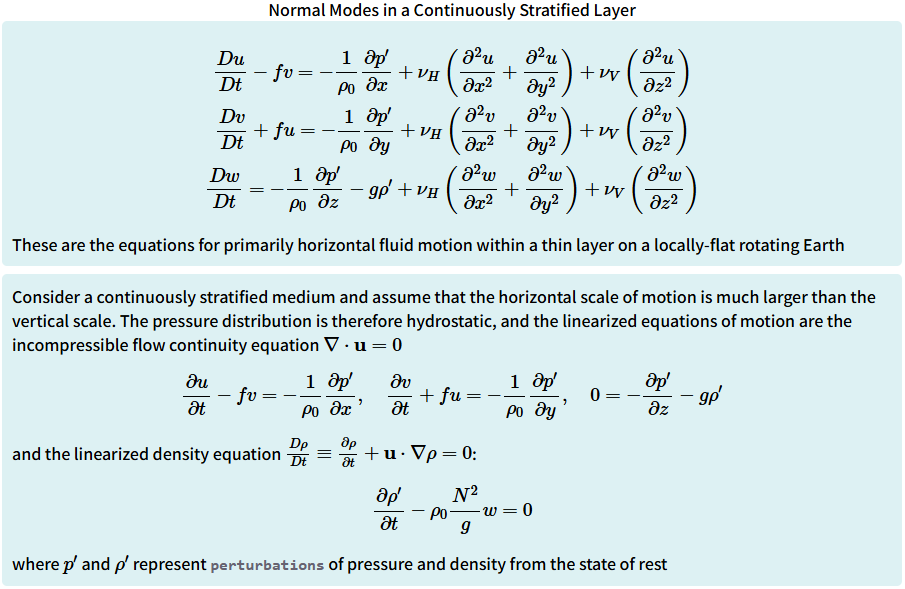 Normal Modes in a Continuously Stratified Layer
$\frac{Du}{Dt} - fv = -\frac{1}{\rho_0}\frac{\partial p'}{\partial x} + \nu_H \left( \frac{\partial^2 u}{\partial x^2} + \frac{\partial^2 u}{\partial y^2} \right) + \nu_V \left( \frac{\partial^2 u}{\partial z^2} \right)$
$\frac{Dv}{Dt} + fu = -\frac{1}{\rho_0}\frac{\partial p'}{\partial y} + \nu_H \left( \frac{\partial^2 v}{\partial x^2} + \frac{\partial^2 v}{\partial y^2} \right) + \nu_V \left( \frac{\partial^2 v}{\partial z^2} \right)$
$\frac{Dw}{Dt} = -\frac{1}{\rho_0}\frac{\partial p'}{\partial z} - g\rho' + \nu_H \left( \frac{\partial^2 w}{\partial x^2} + \frac{\partial^2 w}{\partial y^2} \right) + \nu_V \left( \frac{\partial^2 w}{\partial z^2} \right)$
These are the equations for primarily horizontal fluid motion within a thin layer on a locally-flat rotating Earth
Consider a continuously stratified medium and assume that the horizontal scale of motion is much larger than the
vertical scale. The pressure distribution is therefore hydrostatic, and the linearized equations of motion are the
incompressible flow continuity equation $\nabla \cdot \mathbf{u} = 0$
$\frac{\partial u}{\partial t} - fv = -\frac{1}{\rho_0}\frac{\partial p'}{\partial x}, \quad \frac{\partial v}{\partial t} + fu = -\frac{1}{\rho_0}\frac{\partial p'}{\partial y}, \quad 0 = -\frac{\partial p'}{\partial z} - g\rho'$
and the linearized density equation $\frac{D\rho}{Dt} \equiv \frac{\partial \rho}{\partial t} + \mathbf{u} \cdot \nabla \rho = 0$:
$\frac{\partial \rho'}{\partial t} - \rho_0 \frac{N^2}{g} w = 0$
where $p'$ and $\rho'$ represent perturbations of pressure and density from the state of rest